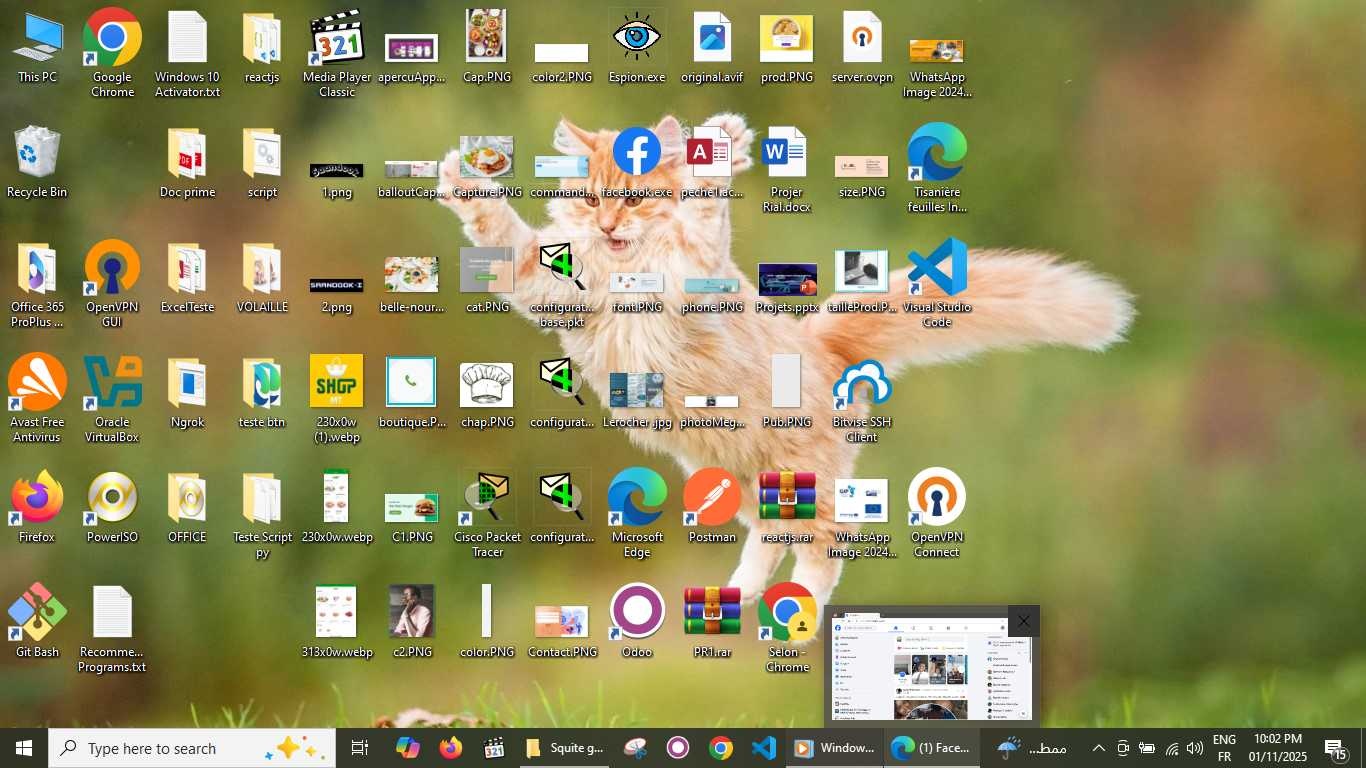 This PC
Google
Chrome
Windows 10
Activator.txt
reactjs
Media Player
Classic
apercuApp...
Cap.PNG
color2.PNG
Espion.exe
original.avif
prod.PNG
server.ovpn
WhatsApp
Image 2024...
Recycle Bin
Doc prime
script
1.png
balloutCap...
Capture.PNG
command...
facebook.exe
Projer
Rial.docx
size.PNG
Tisanière
feuilles In...
Office 365
ProPlus ...
OpenVPN
GUI
ExcelTeste
VOLAILLE
2.png
belle-nour...
cat.PNG
configurat...
base.pkt
font.PNG
phone.PNG
Projets.pptx
tailleProd.P...
Visual Studio
Code
Avast Free
Antivirus
Oracle
VirtualBox
Ngrok
teste btn
230x0w
(1).webp
boutique.P...
chap.PNG
configurat...
Lerocher .jpg
photoMeg...
Pub.PNG
Bitvise SSH
Client
Firefox
PowerISO
OFFICE
Teste Script
py
230x0w.webp
C1.PNG
Cisco Packet
Tracer
configurat...
Microsoft
Edge
Postman
reactjs.rar
WhatsApp
Image 2024...
OpenVPN
Connect
Git Bash
Recomme...
Programs.txt
313x0w.webp
c2.PNG
color.PNG
Contact.PNG
Odoo
PR1.rar
Selon -
Chrome
Type here to search
Squite g...
Window...
(1) Face...
ممط...
ENG
FR
10:02 PM
01/11/2025
15